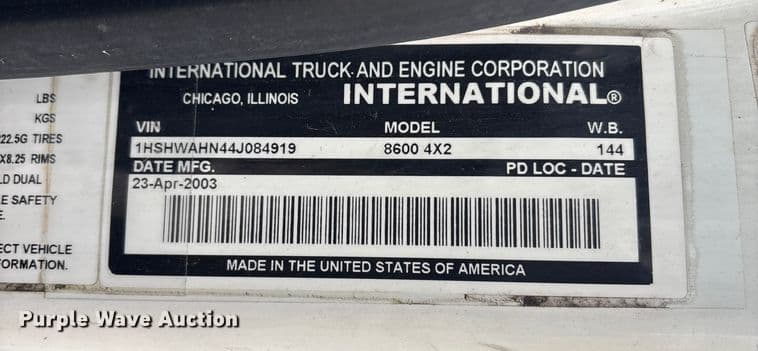 INTERNATIONAL TRUCK AND ENGINE CORPORATION
CHICAGO, ILLINOIS INTERNATIONAL®
VIN MODEL W.B.
1HSHWAHN44J084919 8600 4X2 144
DATE MFG. PD LOC - DATE
23-Apr-2003
MADE IN THE UNITED STATES OF AMERICA
LBS
KGS
22.5G TIRES
X8.25 RIMS
LD DUAL
E SAFETY
E.
ECT VEHICLE
FORMATION.
Purple Wave Auction